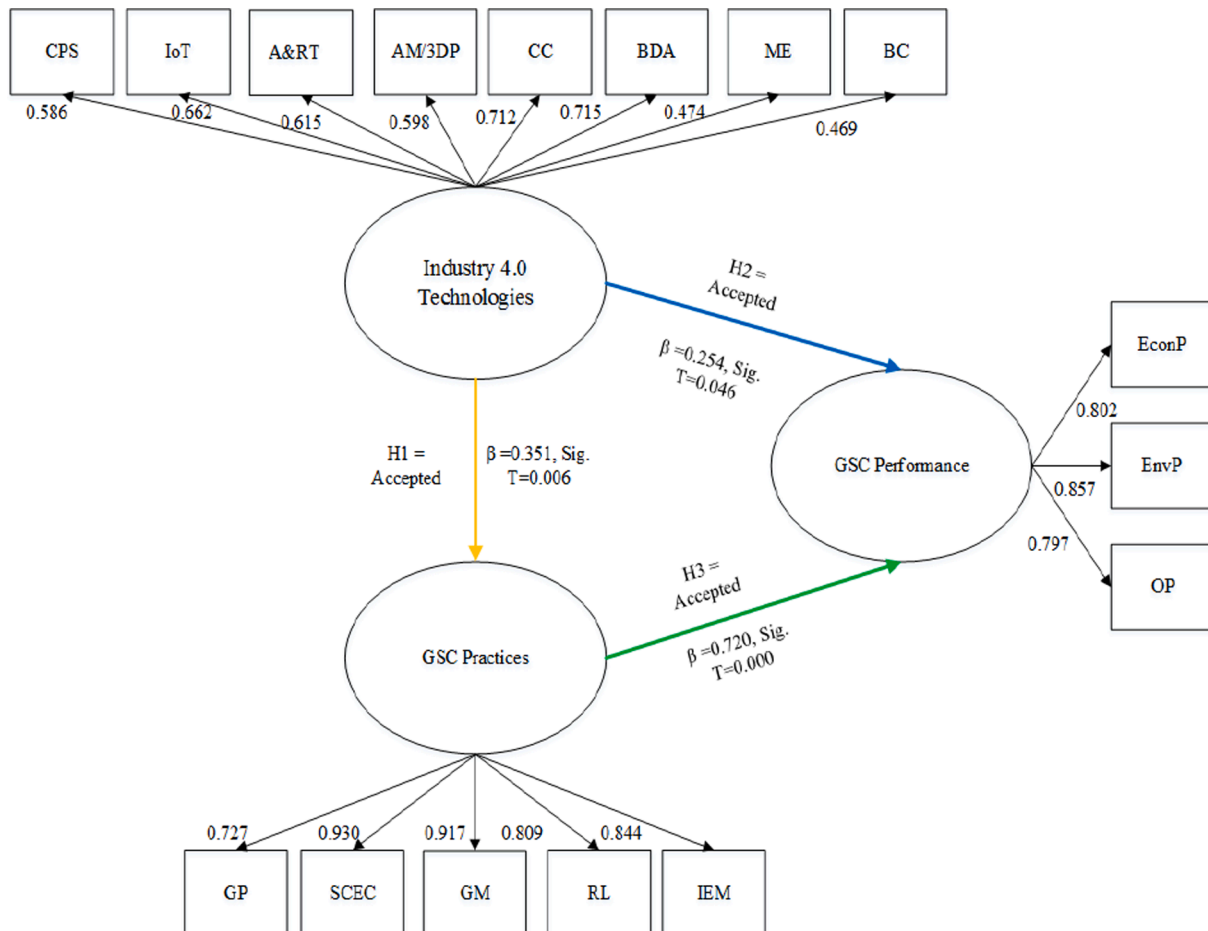 CPS
IoT
A&RT
AM/3DP
CC
BDA
ME
BC
0.586
0.662
0.615
0.598
0.712
0.715
0.474
0.469
Industry 4.0
Technologies
H2 =
Accepted
β =0.254, Sig.
T=0.046
EconP
0.802
H1 =
Accepted
β =0.351, Sig.
T=0.006
GSC Performance
EnvP
0.857
0.797
OP
H3 =
Accepted
β =0.720, Sig.
T=0.000
GSC Practices
0.727
0.930
0.917
0.809
0.844
GP
SCEC
GM
RL
IEM